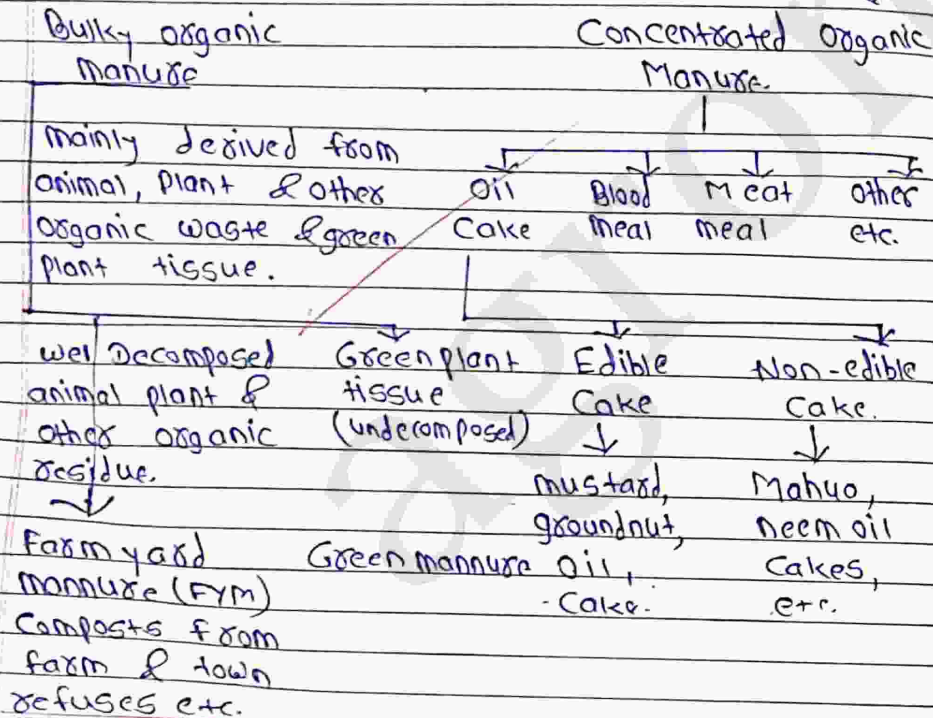 Bulky organic
manure
Concentrated Organic
Manure.
mainly derived from
animal, Plant & other
organic waste & green
Plant tissue.
Oil
Cake
Blood
meal
Meat
meal
other
etc.
Wel Decomposed
animal plant &
other organic
residue.
Green plant
tissue
(undecomposed)
Edible
Cake
Non-edible
Cake.
mustard,
groundnut,
oil,
Cake.
Mahuo,
neem oil
Cakes,
etc.
Farm yard
mannure (FYM)
Composts from
farm & town
refuses etc.
Green mannure